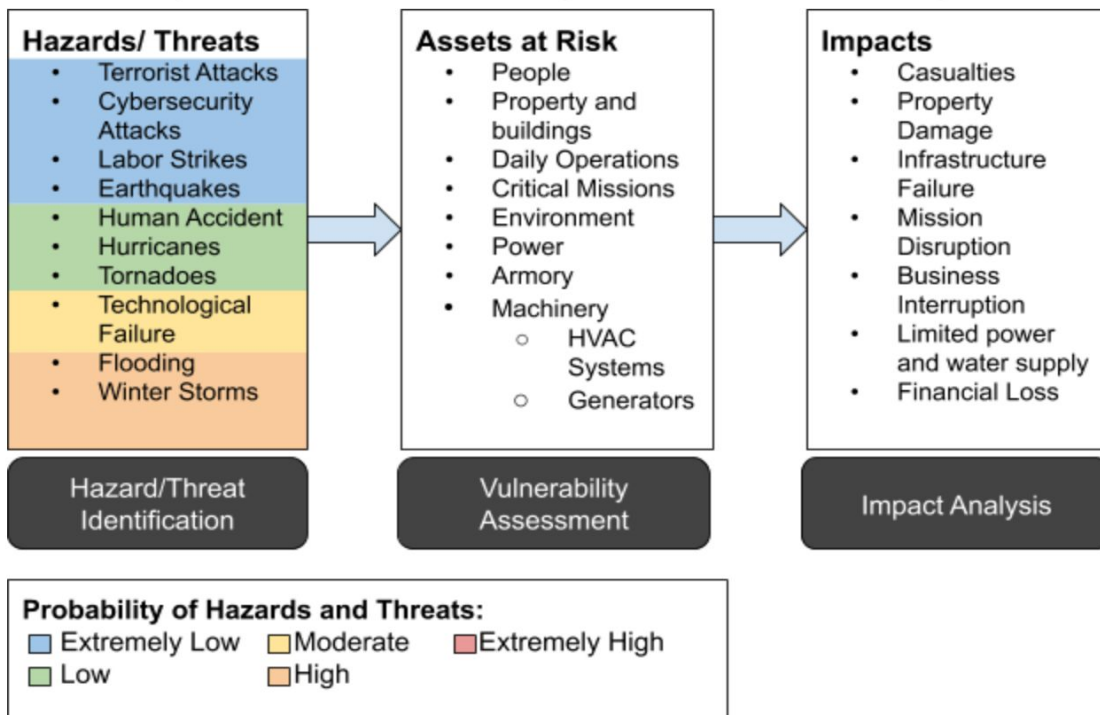 Hazards/ Threats
• Terrorist Attacks
• Cybersecurity
Attacks
• Labor Strikes
• Earthquakes
• Human Accident
• Hurricanes
• Tornadoes
• Technological
Failure
• Flooding
• Winter Storms
Hazard/Threat
Identification
Assets at Risk
• People
• Property and
buildings
• Daily Operations
• Critical Missions
• Environment
• Power
• Armory
• Machinery
○ HVAC
Systems
○ Generators
Vulnerability
Assessment
Impacts
• Casualties
• Property
Damage
• Infrastructure
Failure
• Mission
Disruption
• Business
Interruption
• Limited power
and water supply
• Financial Loss
Impact Analysis
Probability of Hazards and Threats:
Extremely Low
Moderate
Extremely High
Low
High